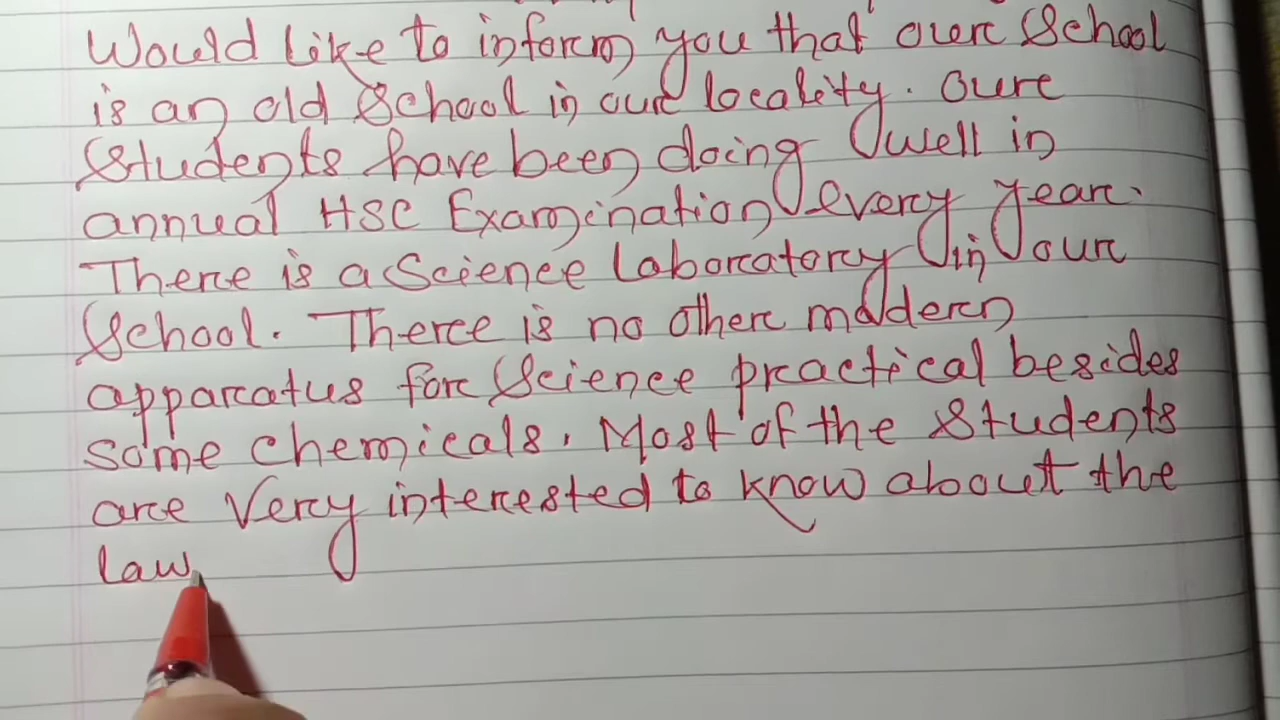 Would like to inform you that our School
is an old School in our locality. Our
Students have been doing well in
annual HSC Examination every year.
There is a Science Laboratory in our
School. There is no other modern
apparatus for Science practical besides
some chemicals. Most of the Students
are very interested to know about the
law